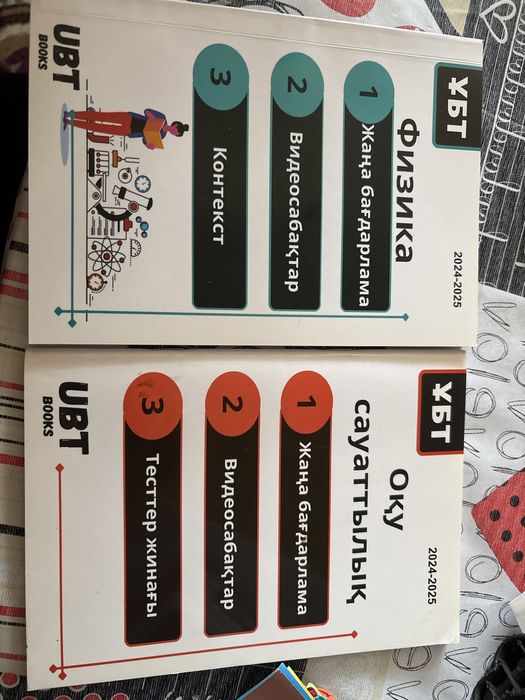 ҰБТ
2024-2025
Физика
1 Жаңа бағдарлама
2 Видеосабақтар
3 Контекст
UBT
BOOKS
ҰБТ
2024-2025
Оқу
сауаттылық
1 Жаңа бағдарлама
2 Видеосабақтар
3 Тесттер жинағы
UBT
BOOKS